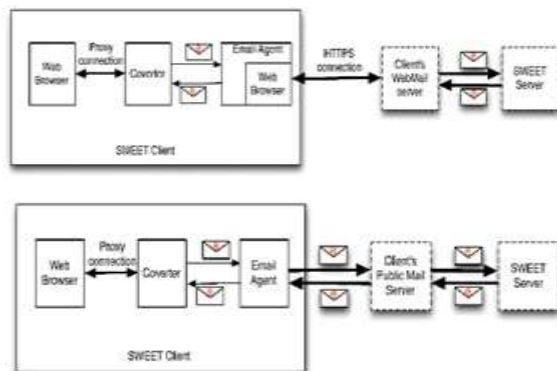 Proxy
connection
Web
Browser
Covertor
Email Agent
Web
Browser
HTTPS
connection
Client's
WebMail
server
SWEET
Server
SWEET Client
Web
Browser
Proxy
connection
Covertor
Email
Agent
Client's
Public Mail
Server
SWEET
Server
SWEET Client